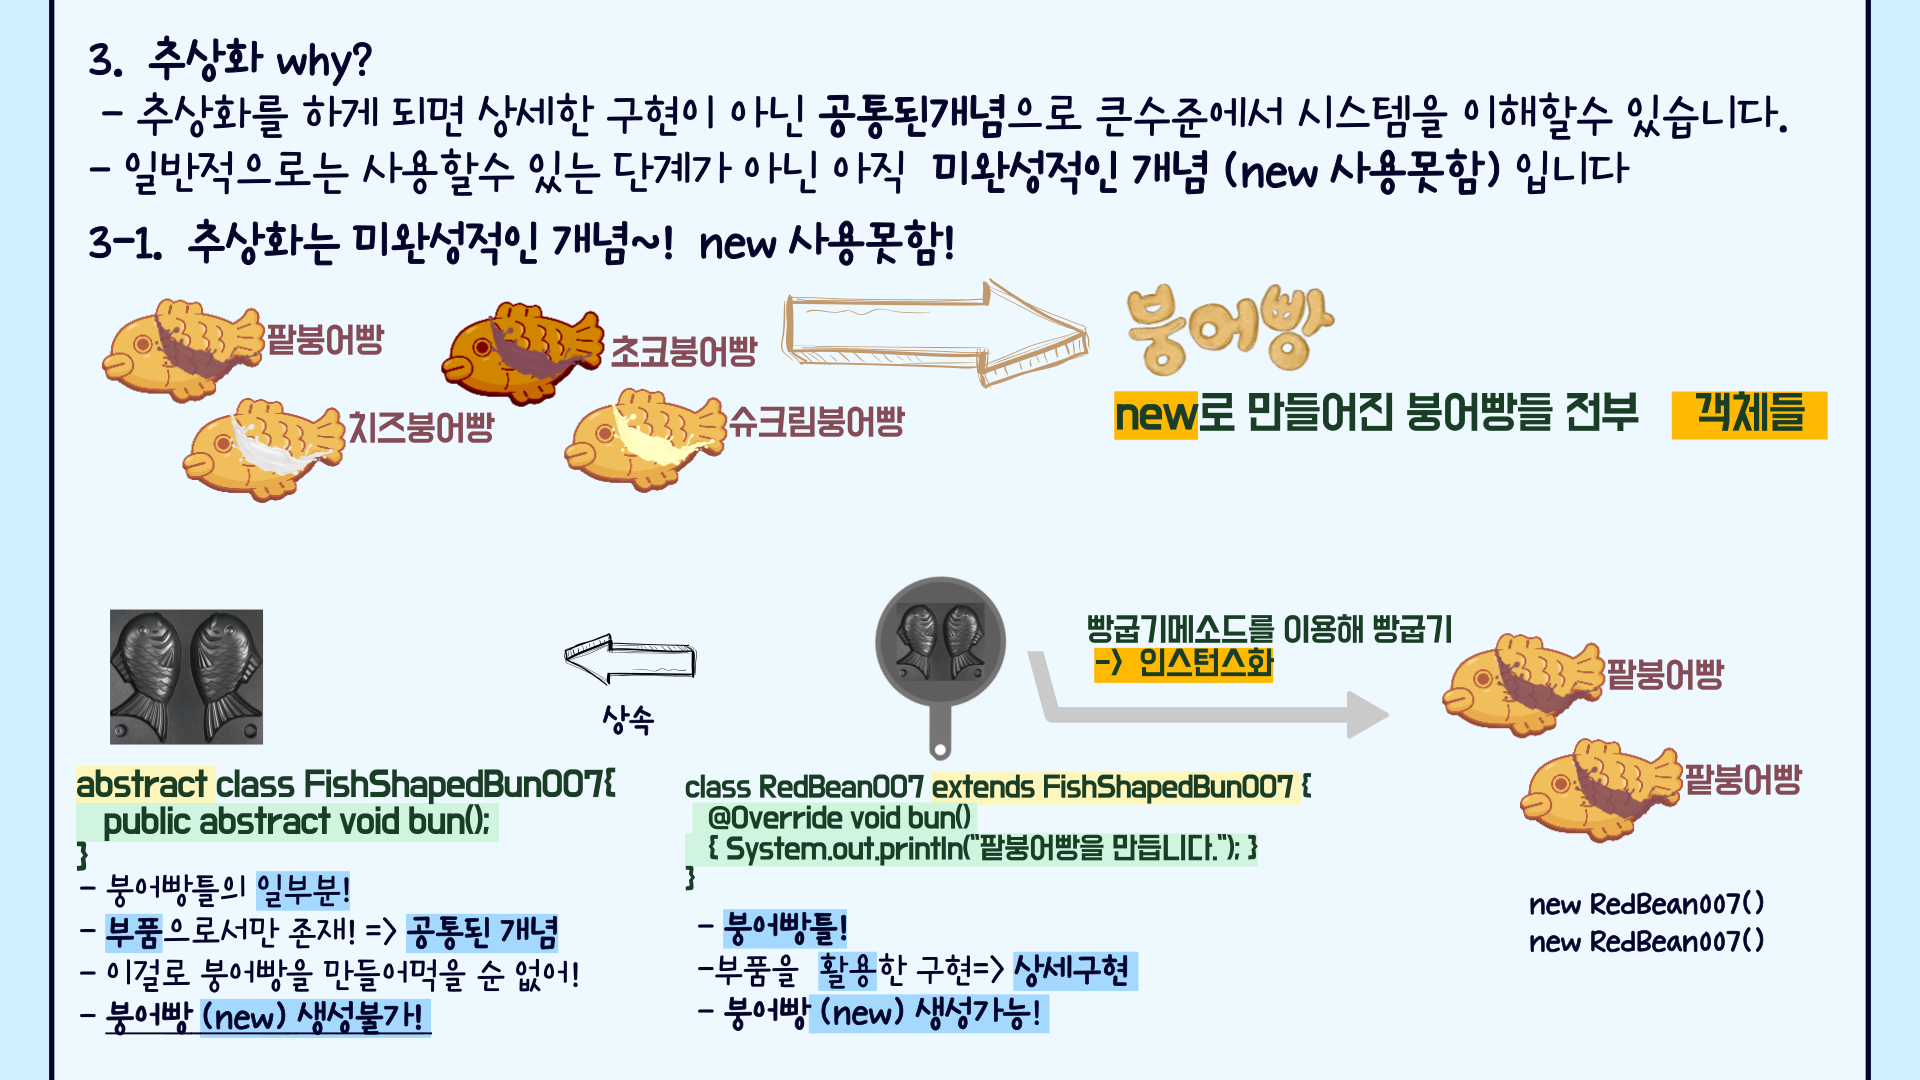 3. 추상화 why?
- 추상화를 하게 되면 상세한 구현이 아닌 공통된개념으로 큰수준에서 시스템을 이해할수 있습니다.
- 일반적으로는 사용할수 있는 단계가 아닌 아직 미완성적인 개념 (new 사용못함) 입니다
3-1. 추상화는 미완성적인 개념~! new 사용못함!
팥붕어빵
초코붕어빵
치즈붕어빵
슈크림붕어빵
붕어빵
new로 만들어진 붕어빵들 전부 객체들
상속
빵굽기메소드를 이용해 빵굽기
-> 인스턴스화
팥붕어빵
팥붕어빵
abstract class FishShapedBun007{
public abstract void bun();
}
- 붕어빵틀의 일부분!
- 부품으로서만 존재! => 공통된 개념
- 이걸로 붕어빵을 만들어먹을 순 없어!
- 붕어빵 (new) 생성불가!
class RedBean007 extends FishShapedBun007 {
@Override void bun()
{ System.out.println("팥붕어빵을 만듭니다."); }
}
- 붕어빵틀!
-부품을 활용한 구현=> 상세구현
- 붕어빵 (new) 생성가능!
new RedBean007()
new RedBean007()